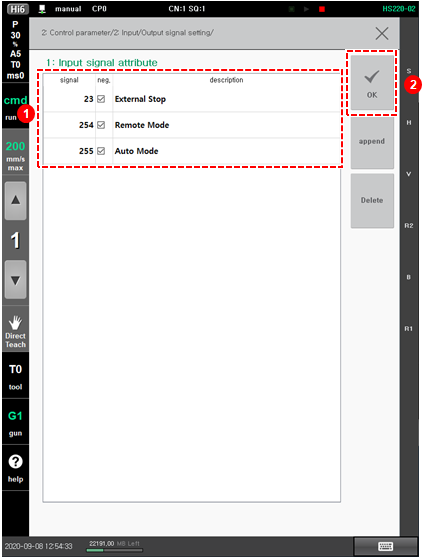 Hi6 manual CP0 CN:1 SQ:1 HS220-02
P
30
%
A5
T0
ms0
cmd
run
200
mm/s
max
1
Direct
Teach
T0
tool
G1
gun
?
help
2: Control parameter/2: Input/Output signal setting/
1: Input signal attribute
signal neg. description
23 External Stop
254 Remote Mode
255 Auto Mode
1
OK
append
Delete
2
S
H
V
R2
B
R1
2020-09-08 12:54:33 22191,00 MB Left